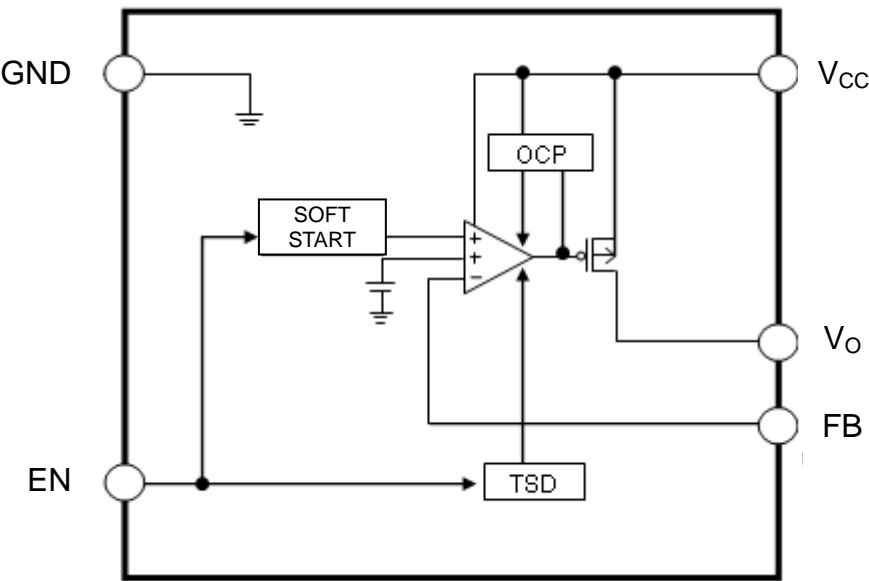 GND
VCC
OCP
SOFT
START
+
+
−
VO
FB
EN
TSD